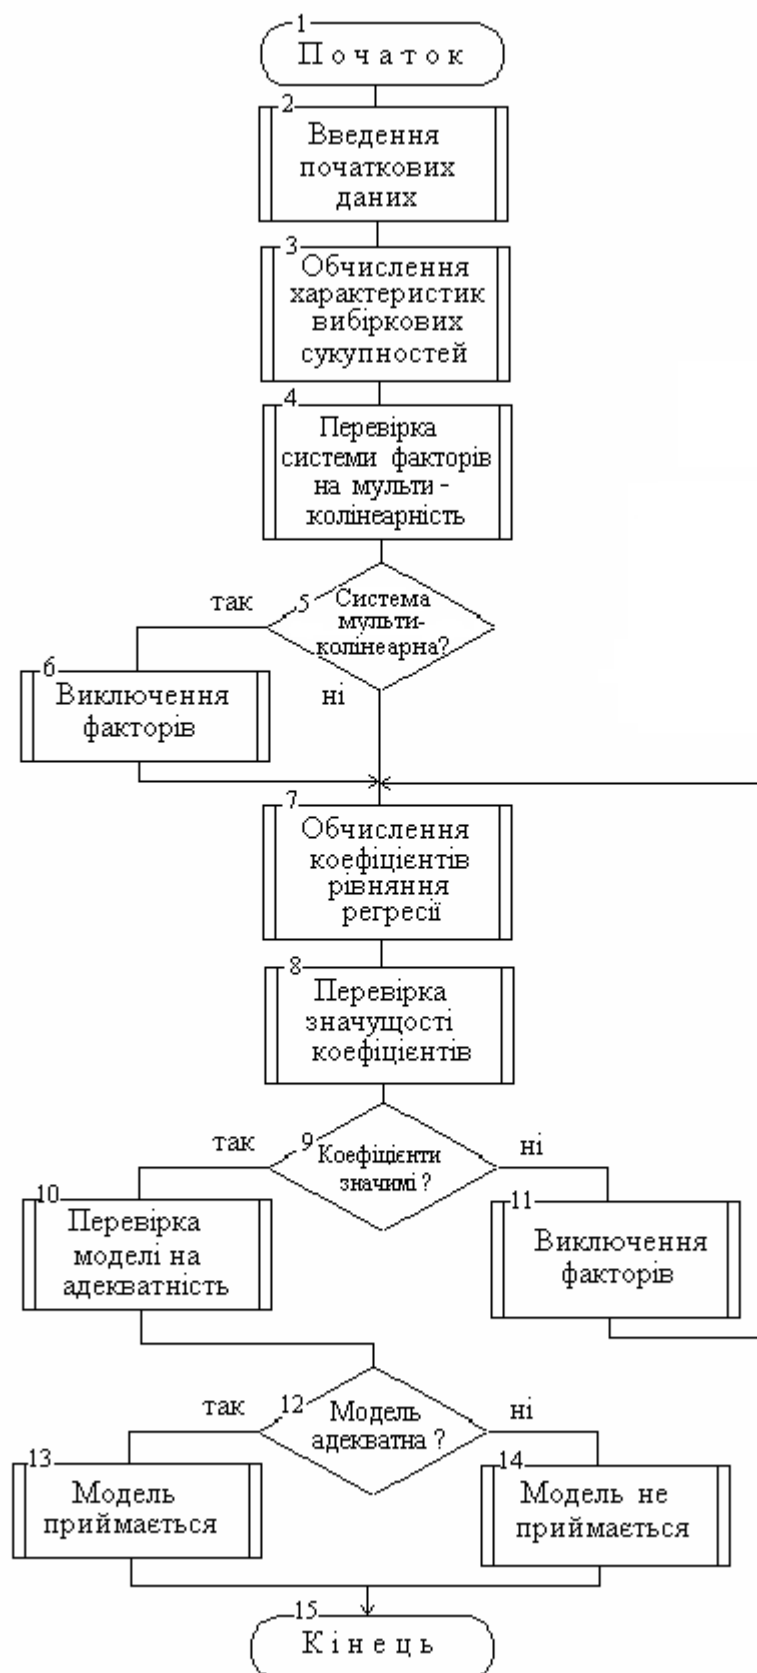 1
Початок
2
Введення
початкових
даних
3
Обчислення
характеристик
вибіркових
сукупностей
4
Перевірка
системи факторів
на мульти-
колінеарність
5
Система
мульти-
колінеарна?
так
ні
6
Виключення
факторів
7
Обчислення
коефіцієнтів
рівняння
регресії
8
Перевірка
значущості
коефіцієнтів
9
Коефіцієнти
значимі ?
так
ні
10
Перевірка
моделі на
адекватність
11
Виключення
факторів
12
Модель
адекватна ?
так
ні
13
Модель
приймається
14
Модель не
приймається
15
Кінець